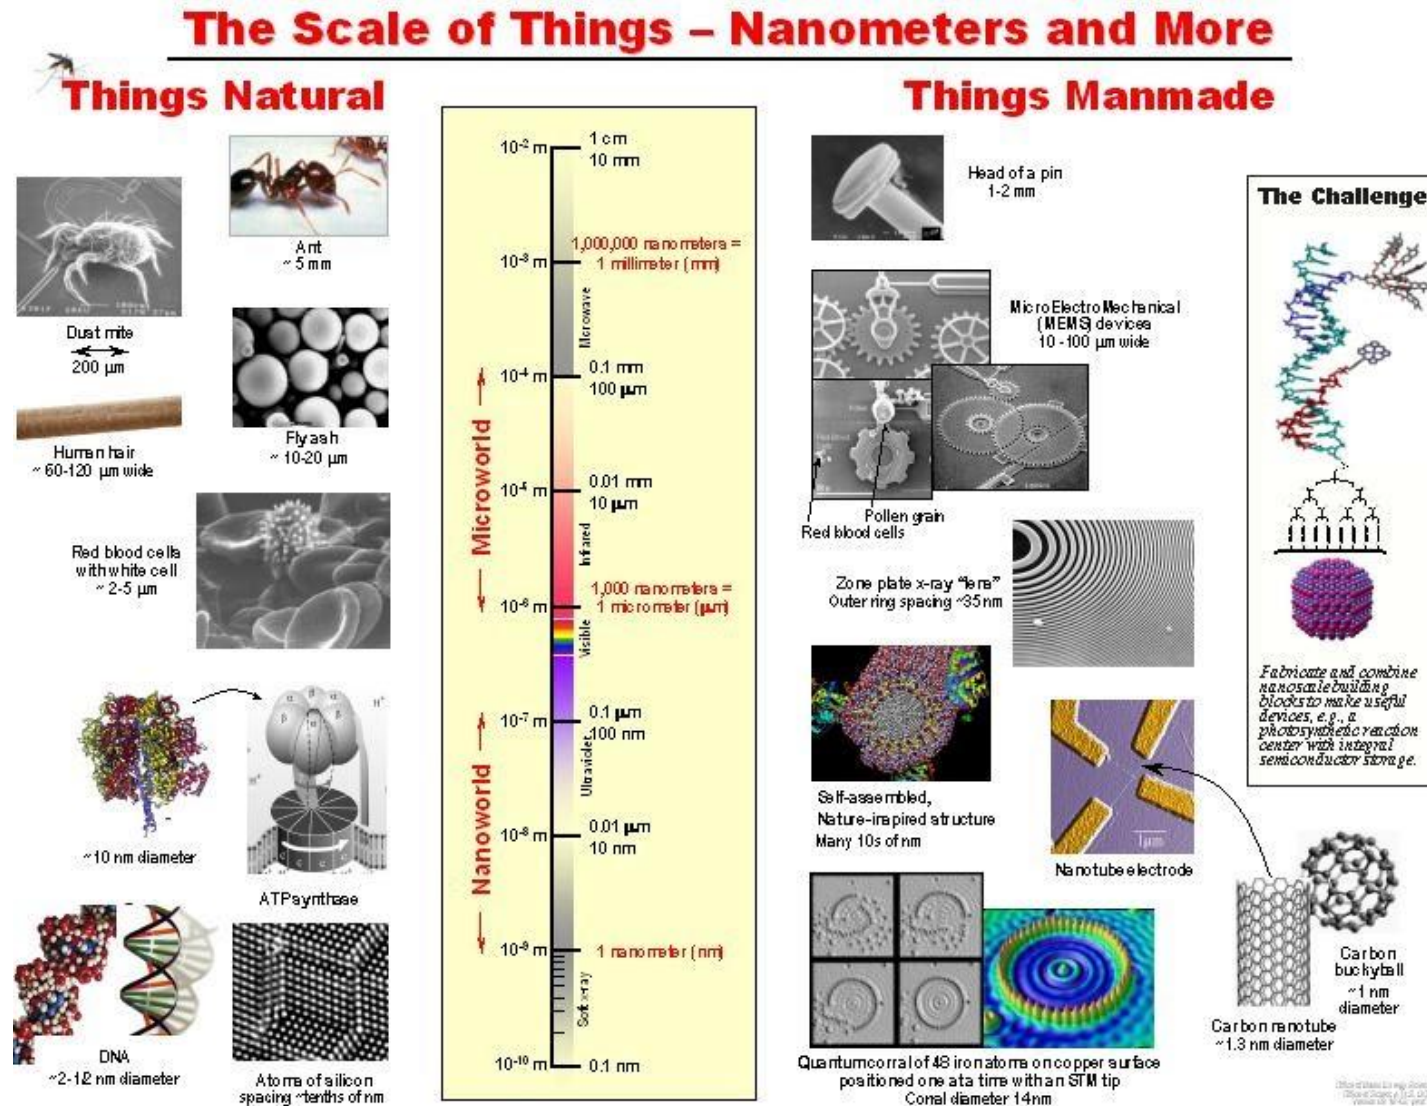 The Scale of Things – Nanometers and More
Things Natural
Things Manmade
Ant
~ 5 mm
Dust mite
200 µm
Human hair
~ 60-120 µm wide
Fly ash
~ 10-20 µm
Red blood cells
with white cell
~ 2-5 µm
~10 nm diameter
ATP synthase
DNA
~2-1/2 nm diameter
Atoms of silicon
spacing ~tenths of nm
10-2 m
1 cm
10 mm
1,000,000 nanometers =
10-3 m
1 millimeter (mm)
Microwave
10-4 m
0.1 mm
100 µm
Microworld
10-4 m
0.01 mm
10 µm
Infrared
1,000 nanometers =
10-6 m
1 micrometer (µm)
Visible
10-7 m
0.1 µm
100 nm
Ultraviolet
Nanoworld
10-8 m
0.01 µm
10 nm
10-9 m
1 nanometer (nm)
Soft x-ray
10-10 m
0.1 nm
Head of a pin
1-2 mm
MicroElectroMechanical
(MEMS) devices
10 -100 µm wide
Pollen grain
Red blood cells
Zone plate x-ray “lens”
Outer ring spacing ~35 nm
Self-assembled,
Nature-inspired structure
Many 10s of nm
1µm
Nanotube electrode
Quantum corral of 48 iron atoms on copper surface
positioned one at a time with an STM tip
Corral diameter 14 nm
Carbon nanotube
~1.3 nm diameter
Carbon
buckyball
~1 nm
diameter
The Challenge
Fabricate and combine
nanoscale building
blocks to make useful
devices, e.g., a
photosynthetic reaction
center with integral
semiconductor storage.